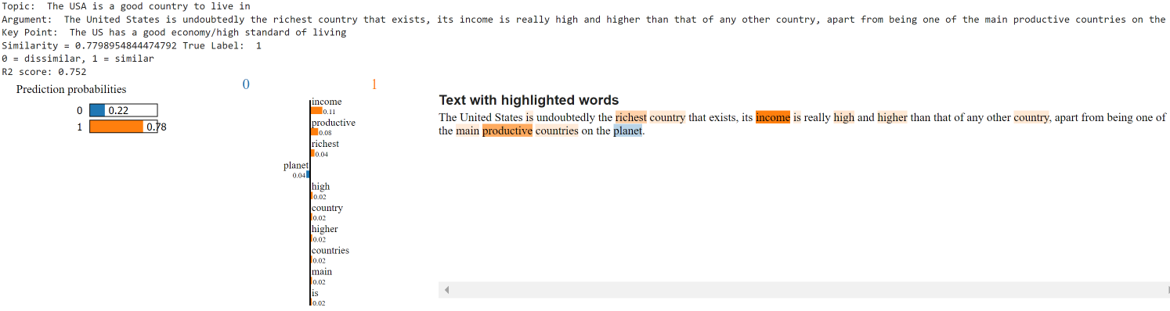 Topic: The USA is a good country to live in
Argument: The United States is undoubtedly the richest country that exists, its income is really high and higher than that of any other country, apart from being one of the main productive countries on the
Key Point: The US has a good economy/high standard of living
Similarity = 0.7798954844474792 True Label: 1
0 = dissimilar, 1 = similar
R2 score: 0.752
Prediction probabilities
0 0.22
1 0.78
0 1
income
0.11
productive
0.08
richest
0.04
planet
0.04
high
0.02
country
0.02
higher
0.02
countries
0.02
main
0.02
is
0.02
Text with highlighted words
The United States is undoubtedly the richest country that exists, its income is really high and higher than that of any other country, apart from being one of
the main productive countries on the planet.